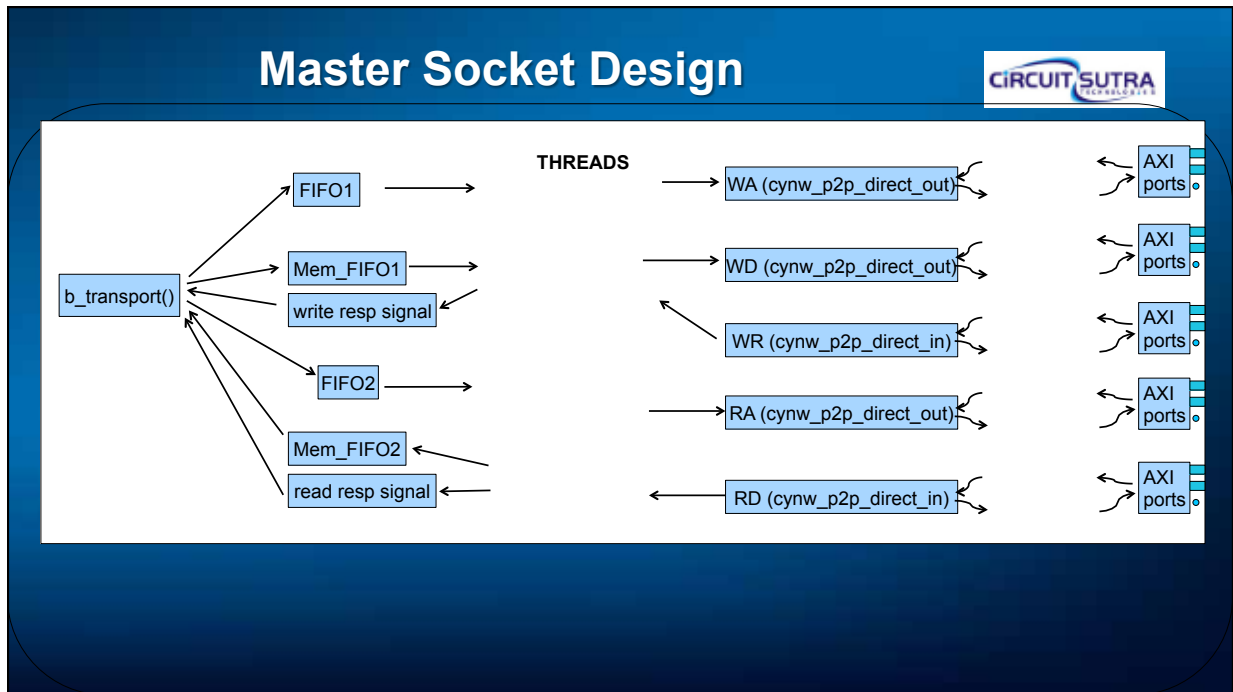 Master Socket Design
CIRCUIT SUTRA
TECHNOLOGIES
THREADS
FIFO1
Mem_FIFO1
b_transport()
write resp signal
FIFO2
Mem_FIFO2
read resp signal
WA (cynw_p2p_direct_out)
WD (cynw_p2p_direct_out)
WR (cynw_p2p_direct_in)
RA (cynw_p2p_direct_out)
RD (cynw_p2p_direct_in)
AXI
ports
AXI
ports
AXI
ports
AXI
ports
AXI
ports